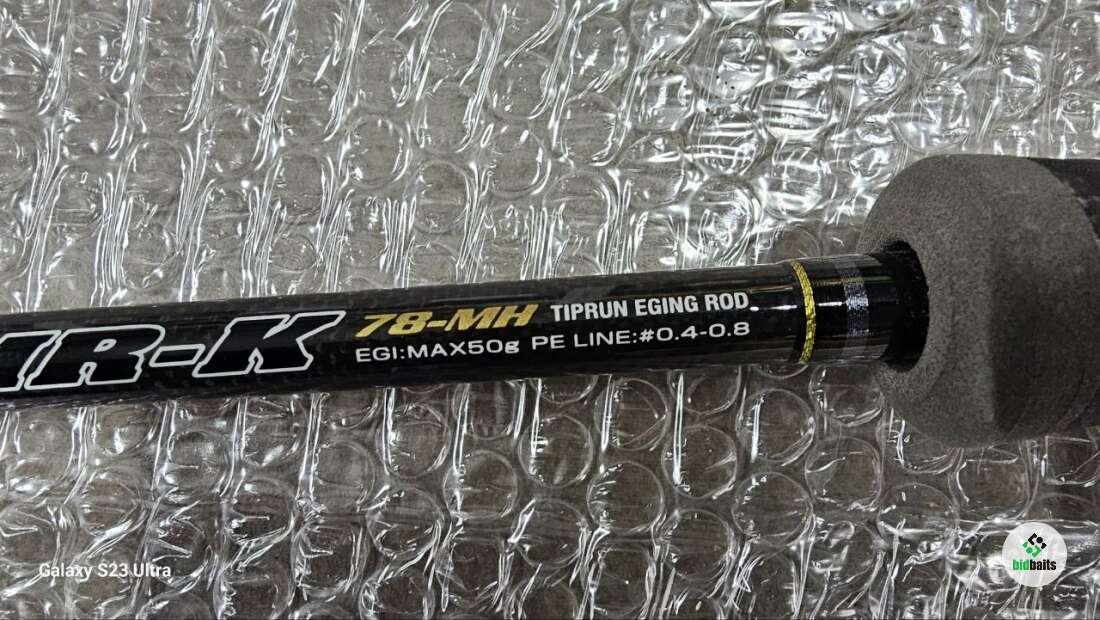 IR-K 78-MH TIPRUN EGING ROD
EGI:MAX50g PE LINE:#0.4-0.8
Galaxy S23 Ultra
bidbaits